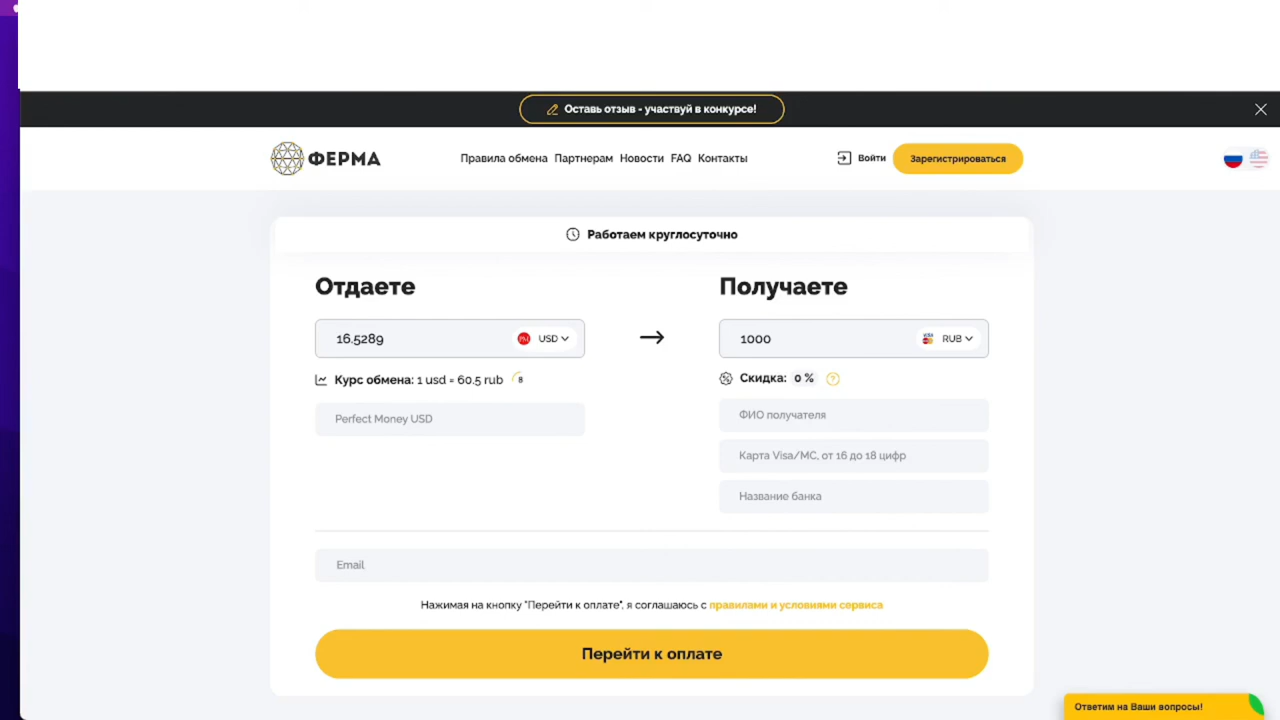 Оставь отзыв - участвуй в конкурсе!
ФЕРМА
Правила обмена Партнерам Новости FAQ Контакты
Войти
Зарегистрироваться
Работаем круглосуточно
Отдаете
Получаете
16.5289
PM
USD
1000
VISA
RUB
Курс обмена: 1 usd = 60.5 rub
8
Скидка: 0 %
?
Perfect Money USD
ФИО получателя
Карта Visa/MC, от 16 до 18 цифр
Название банка
Email
Нажимая на кнопку "Перейти к оплате", я соглашаюсь с правилами и условиями сервиса
Перейти к оплате
Ответим на Ваши вопросы!